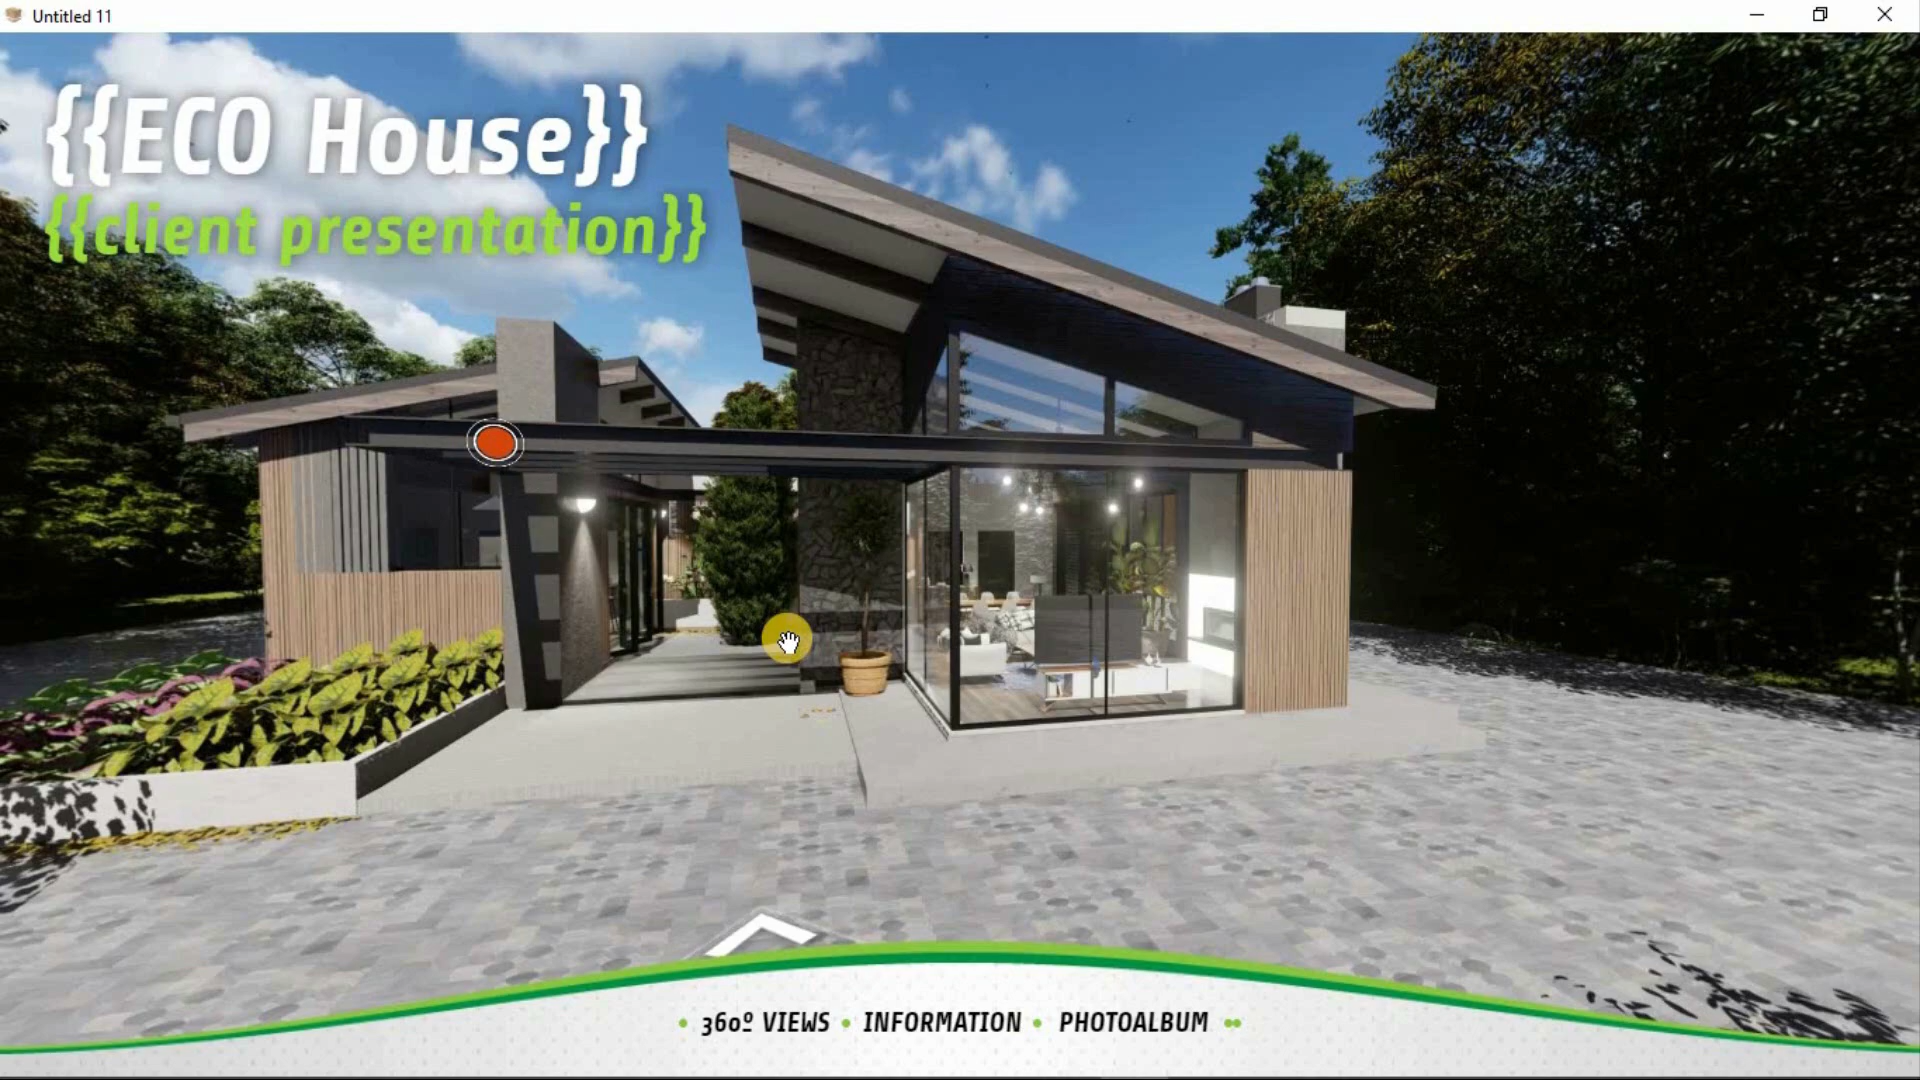 Untitled 11
{{ECO House}}
{{client presentation}}
• 360º VIEWS • INFORMATION • PHOTOALBUM ••